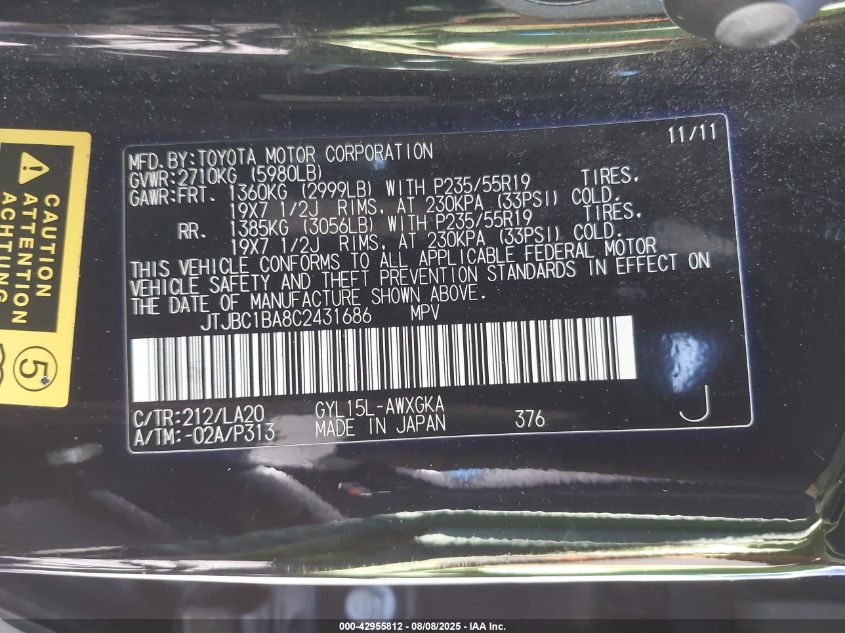 11/11
MFD.BY:TOYOTA MOTOR CORPORATION
GVWR:2710KG (5980LB)
GAWR:FRT. 1360KG (2999LB) WITH P235/55R19 TIRES,
19X7 1/2J RIMS, AT 230KPA (33PSI) COLD.
RR. 1385KG (3056LB) WITH P235/55R19 TIRES,
19X7 1/2J RIMS, AT 230KPA (33PSI) COLD.
THIS VEHICLE CONFORMS TO ALL APPLICABLE FEDERAL MOTOR
VEHICLE SAFETY AND THEFT PREVENTION STANDARDS IN EFFECT ON
THE DATE OF MANUFACTURE SHOWN ABOVE.
JTJBC1BA8C2431686 MPV
C/TR:212/LA20 GYL15L-AWXGKA
A/TM:-02A/P313 MADE IN JAPAN 376 J
CAUTION
ATTENTION
ACHTUNG
5
000-42955812 - 08/08/2025 - IAA Inc.